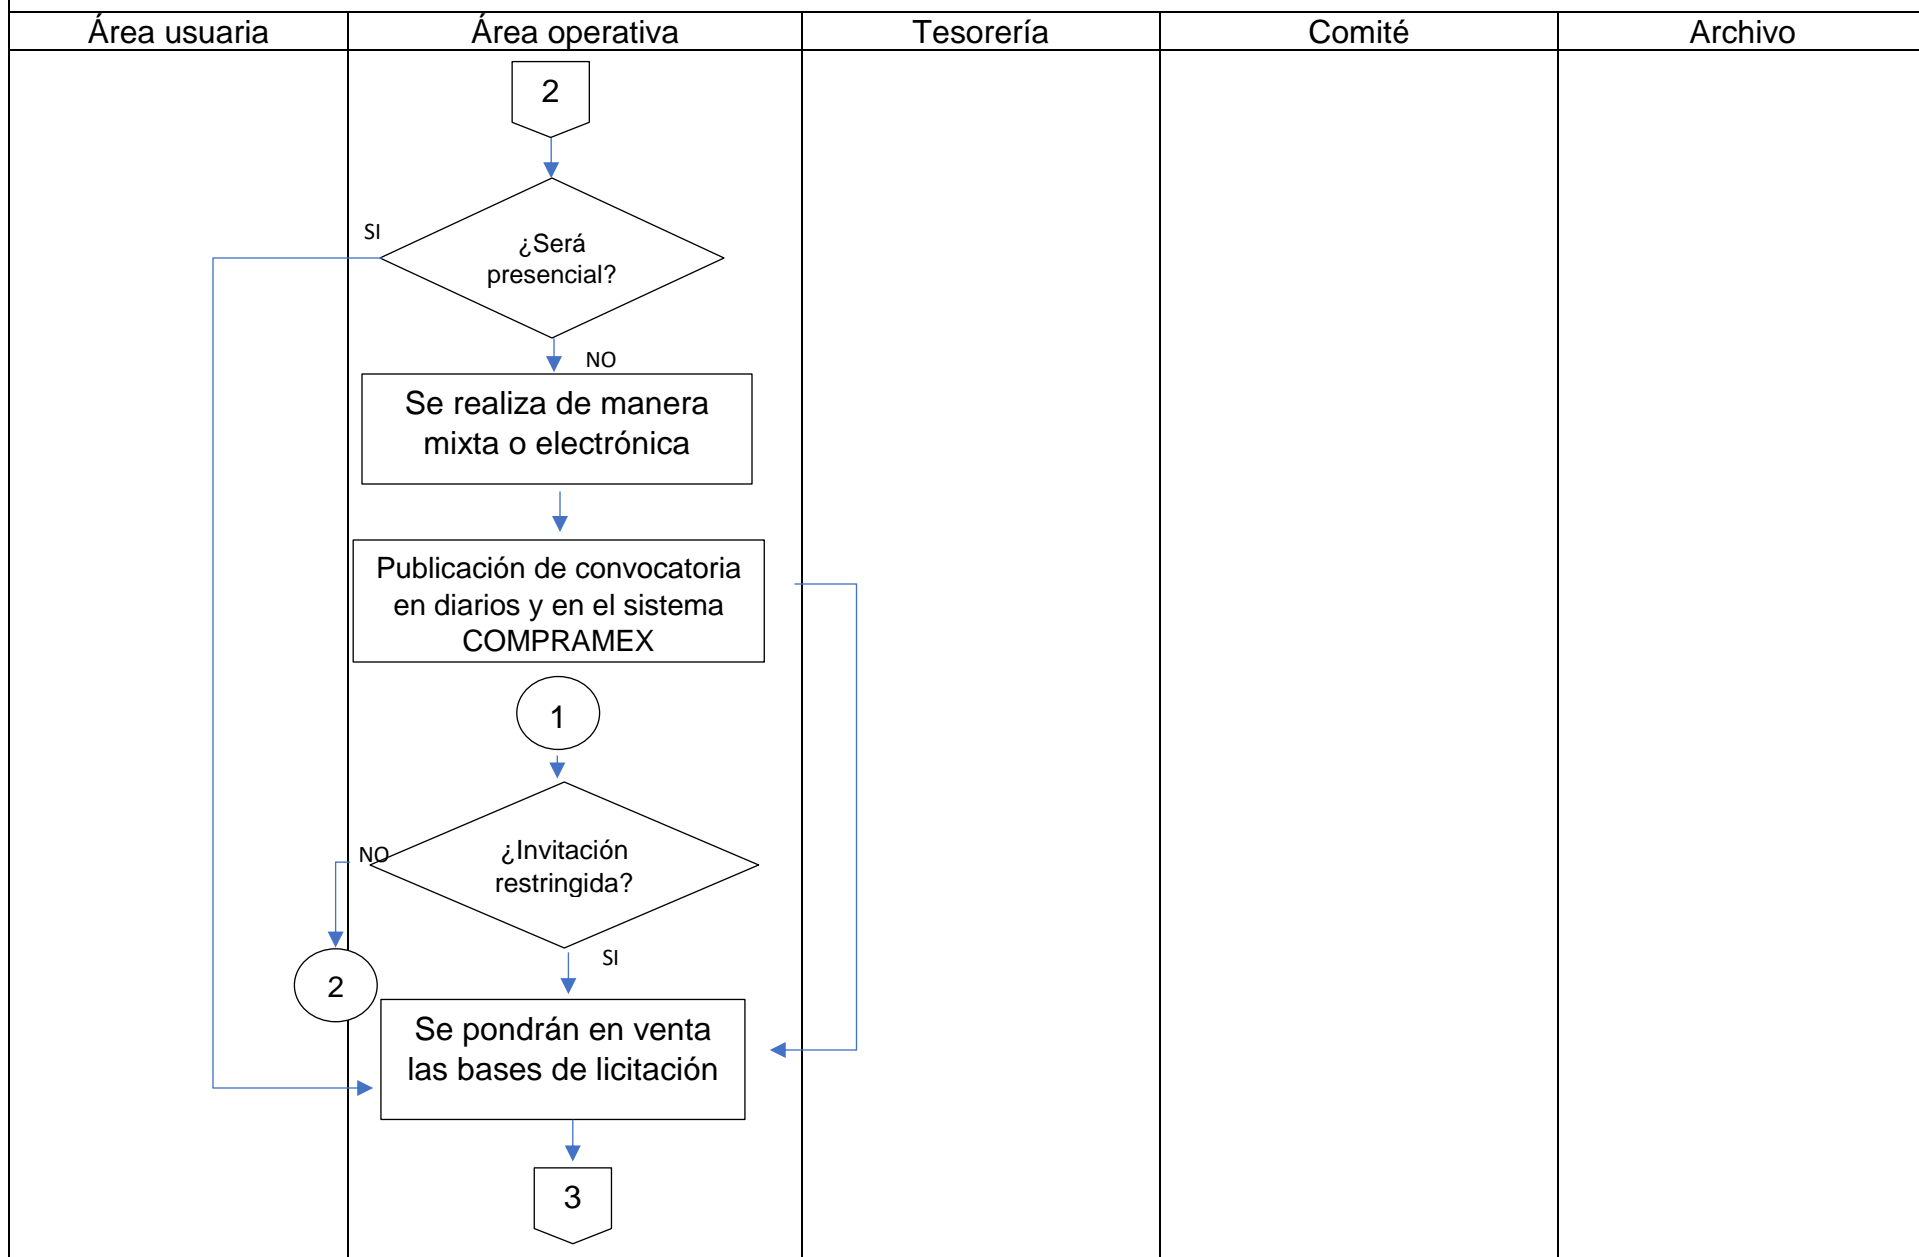 Área usuaria
Área operativa
Tesorería
Comité
Archivo
2
SI
¿Será
presencial?
NO
Se realiza de manera
mixta o electrónica
Publicación de convocatoria
en diarios y en el sistema
COMPRAMEX
1
NO
¿Invitación
restringida?
SI
2
Se pondrán en venta
las bases de licitación
3